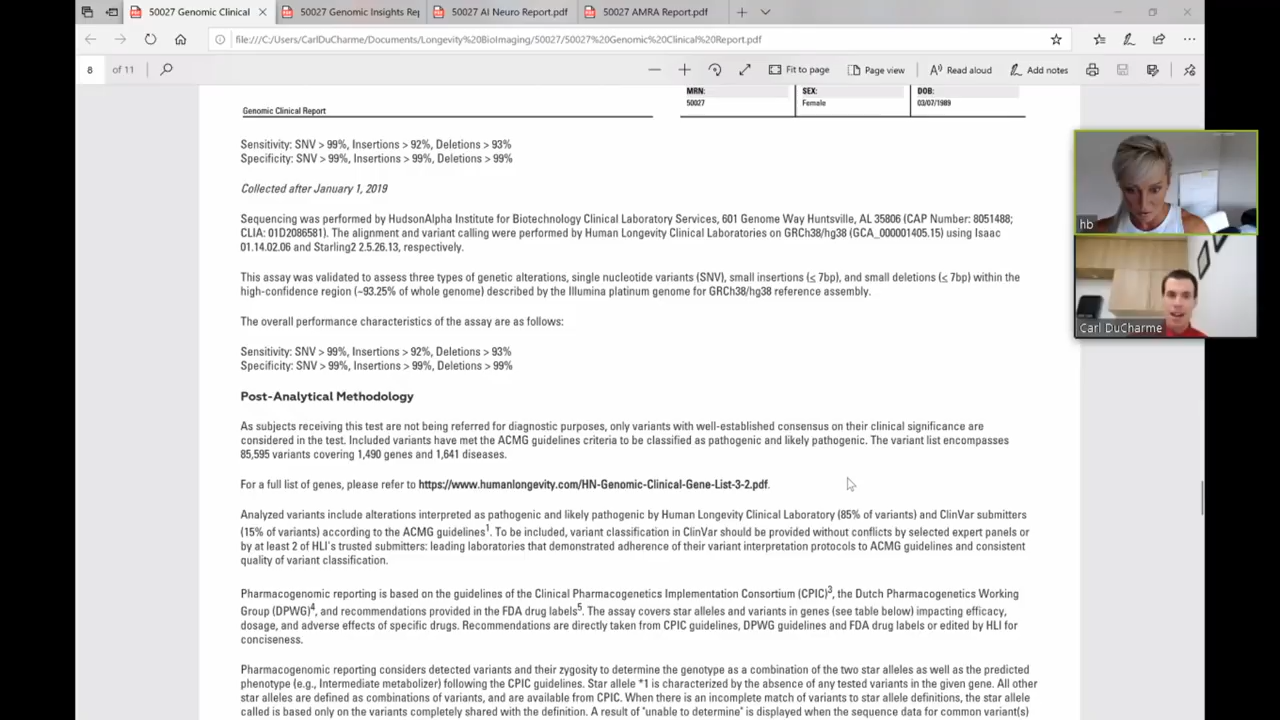 50027 Genomic Clinical
50027 Genomic Insights Rep
50027 AI Neuro Report.pdf
50027 AMRA Report.pdf
file:///C:/Users/CarlDuCharme/Documents/Longevity%20BioImaging/50027/50027%20Genomic%20Clinical%20Report.pdf
8 of 11
Fit to page
Page view
Read aloud
Add notes
MRN: SEX: DOB:
50027 Female 03/07/1989
Genomic Clinical Report
Sensitivity: SNV > 99%, Insertions > 92%, Deletions > 93%
Specificity: SNV > 99%, Insertions > 99%, Deletions > 99%
Collected after January 1, 2019
Sequencing was performed by HudsonAlpha Institute for Biotechnology Clinical Laboratory Services, 601 Genome Way Huntsville, AL 35806 (CAP Number: 8051488;
CLIA: 01D2086581). The alignment and variant calling were performed by Human Longevity Clinical Laboratories on GRCh38/hg38 (GCA_000001405.15) using Isaac
01.14.02.06 and Starling2 2.5.26.13, respectively.
This assay was validated to assess three types of genetic alterations, single nucleotide variants (SNV), small insertions (≤ 7bp), and small deletions (≤ 7bp) within the
high-confidence region (~93.25% of whole genome) described by the Illumina platinum genome for GRCh38/hg38 reference assembly.
The overall performance characteristics of the assay are as follows:
Sensitivity: SNV > 99%, Insertions > 92%, Deletions > 93%
Specificity: SNV > 99%, Insertions > 99%, Deletions > 99%
Post-Analytical Methodology
As subjects receiving this test are not being referred for diagnostic purposes, only variants with well-established consensus on their clinical significance are
considered in the test. Included variants have met the ACMG guidelines criteria to be classified as pathogenic and likely pathogenic. The variant list encompasses
85,595 variants covering 1,490 genes and 1,641 diseases.
For a full list of genes, please refer to https://www.humanlongevity.com/HN-Genomic-Clinical-Gene-List-3-2.pdf.
Analyzed variants include alterations interpreted as pathogenic and likely pathogenic by Human Longevity Clinical Laboratory (85% of variants) and ClinVar submitters
(15% of variants) according to the ACMG guidelines1. To be included, variant classification in ClinVar should be provided without conflicts by selected expert panels or
by at least 2 of HLI's trusted submitters: leading laboratories that demonstrated adherence of their variant interpretation protocols to ACMG guidelines and consistent
quality of variant classification.
Pharmacogenomic reporting is based on the guidelines of the Clinical Pharmacogenetics Implementation Consortium (CPIC)3, the Dutch Pharmacogenetics Working
Group (DPWG)4, and recommendations provided in the FDA drug labels5. The assay covers star alleles and variants in genes (see table below) impacting efficacy,
dosage, and adverse effects of specific drugs. Recommendations are directly taken from CPIC guidelines, DPWG guidelines and FDA drug labels or edited by HLI for
conciseness.
Pharmacogenomic reporting considers detected variants and their zygosity to determine the genotype as a combination of the two star alleles as well as the predicted
phenotype (e.g., Intermediate metabolizer) following the CPIC guidelines. Star allele *1 is characterized by the absence of any tested variants in the given gene. All other
star alleles are defined as combinations of variants, and are available from CPIC. When there is an incomplete match of variants to star allele definitions, the star allele
called is based only on the variants completely shared with the definition. A result of "unable to determine" is displayed when the sequence data for common variant(s)
hb
Carl DuCharme